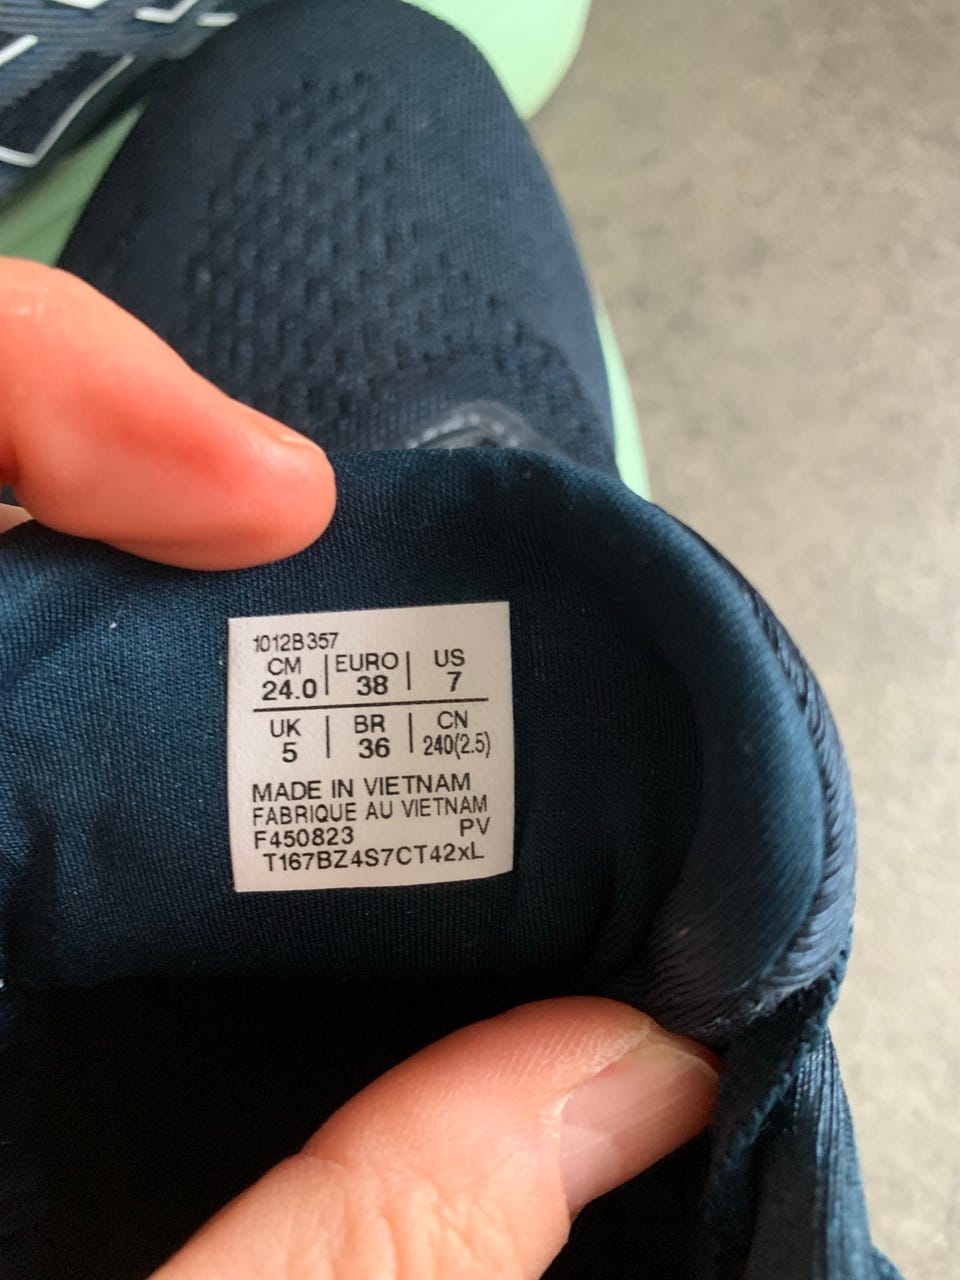 1012B357
CM | EURO | US
24.0 | 38 | 7
UK | BR | CN
5 | 36 | 240(2.5)
MADE IN VIETNAM
FABRIQUE AU VIETNAM
F450823 PV
T167BZ4S7CT42xL